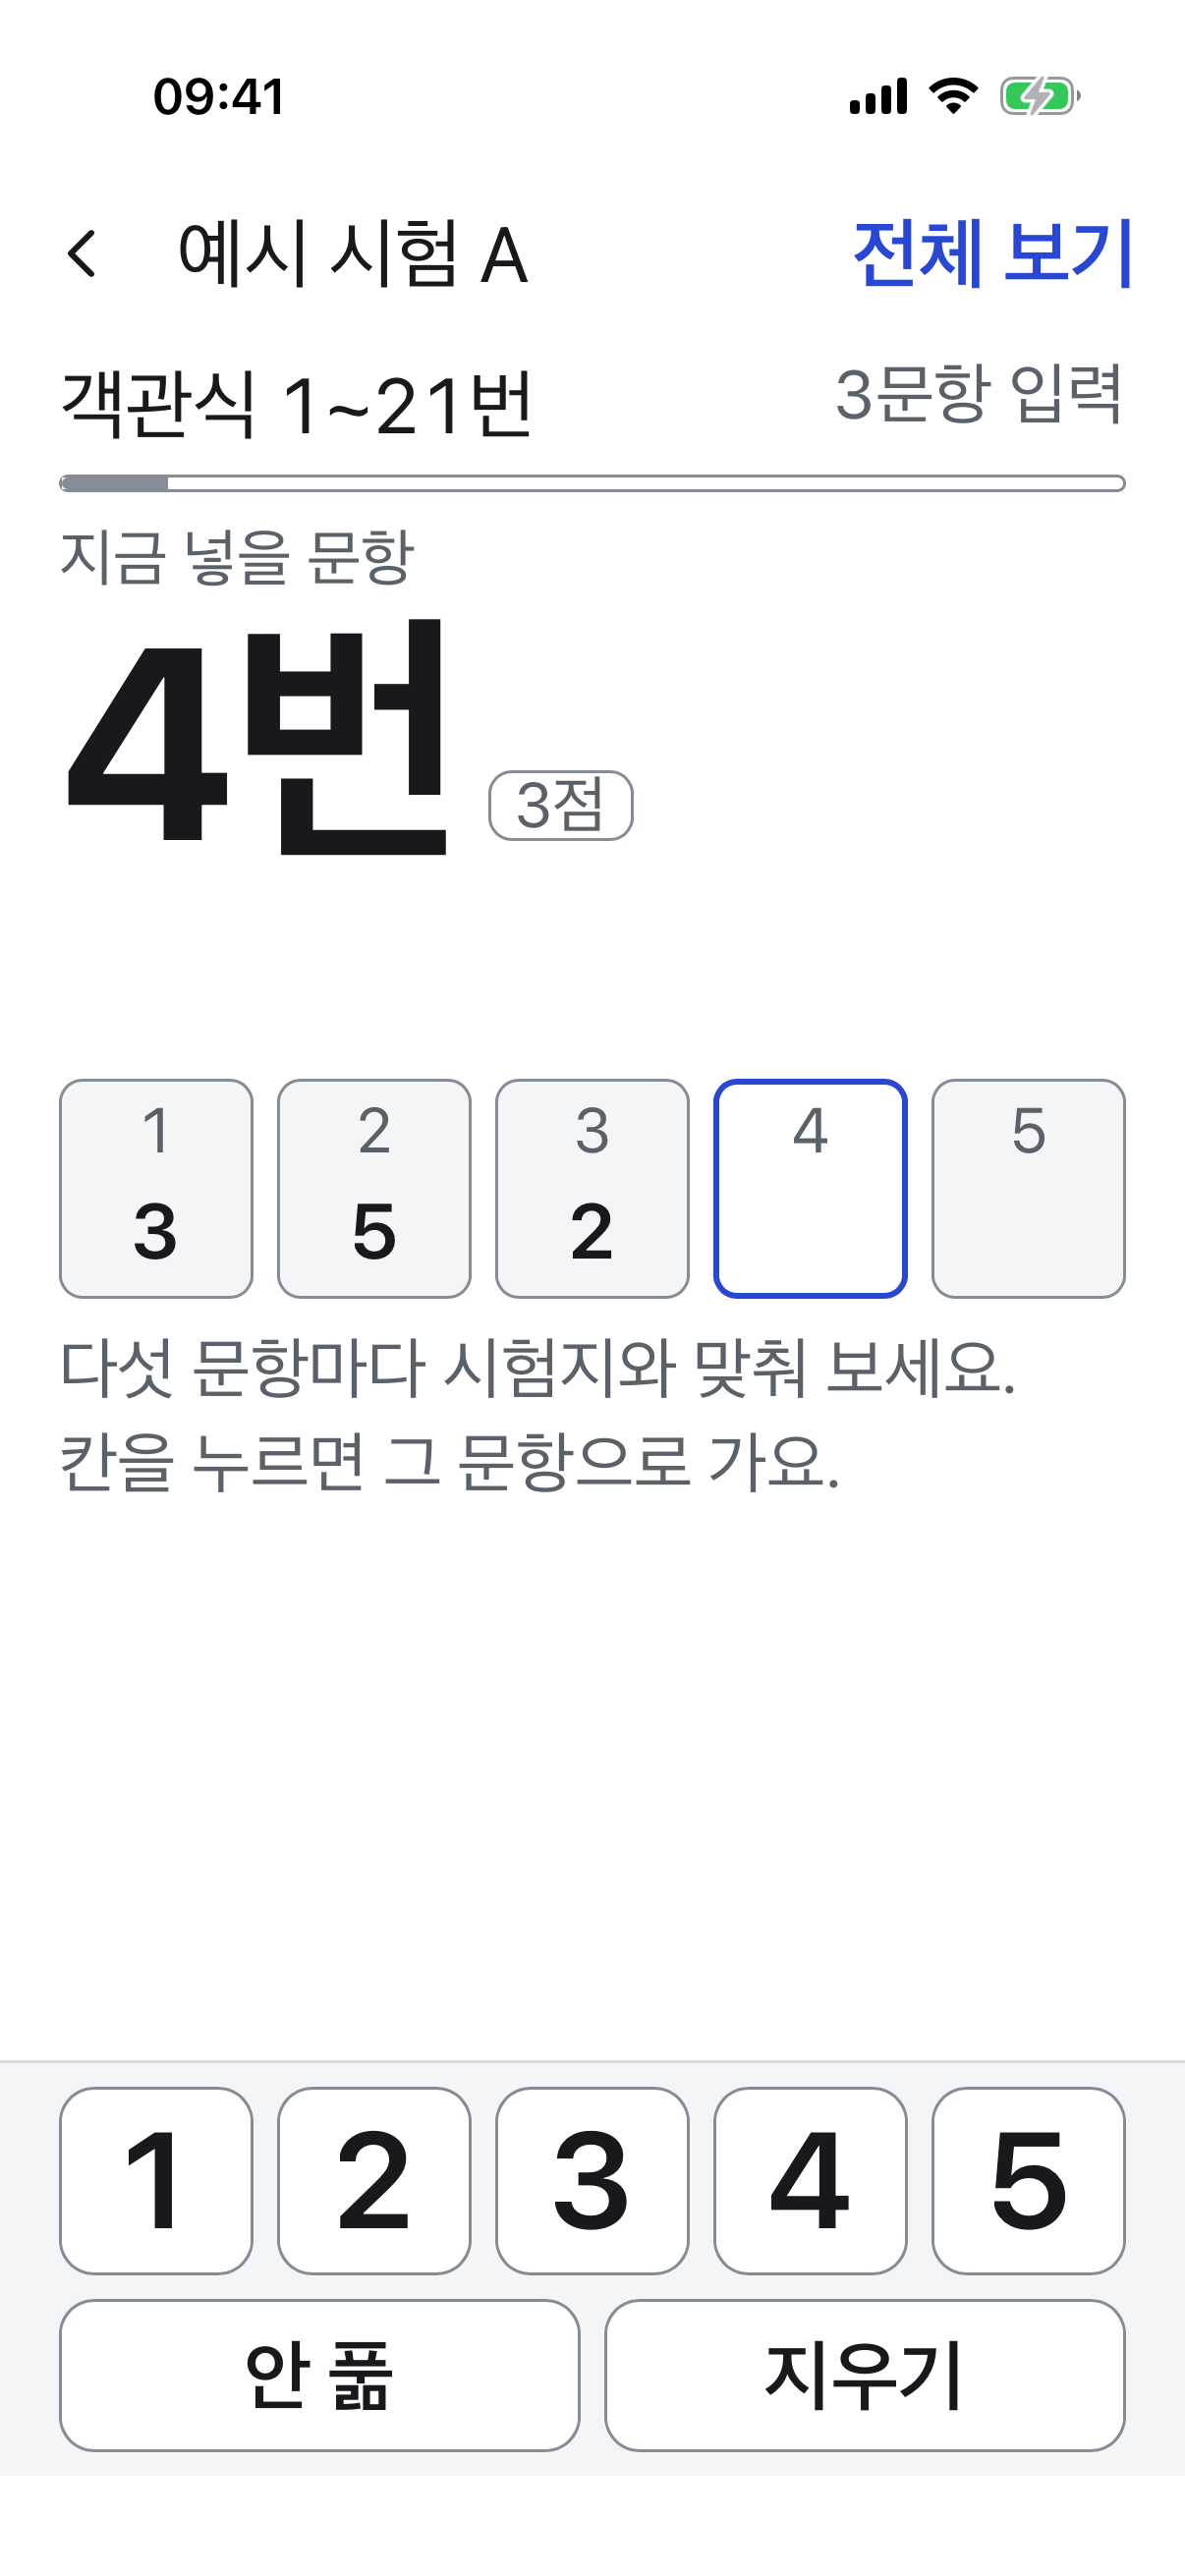 09:41
예시 시험 A
전체 보기
객관식 1~21번
3문항 입력
지금 넣을 문항
4번
3점
1 2 3 4 5
3 5 2
다섯 문항마다 시험지와 맞춰 보세요.
칸을 누르면 그 문항으로 가요.
1 2 3 4 5
안 풂 지우기